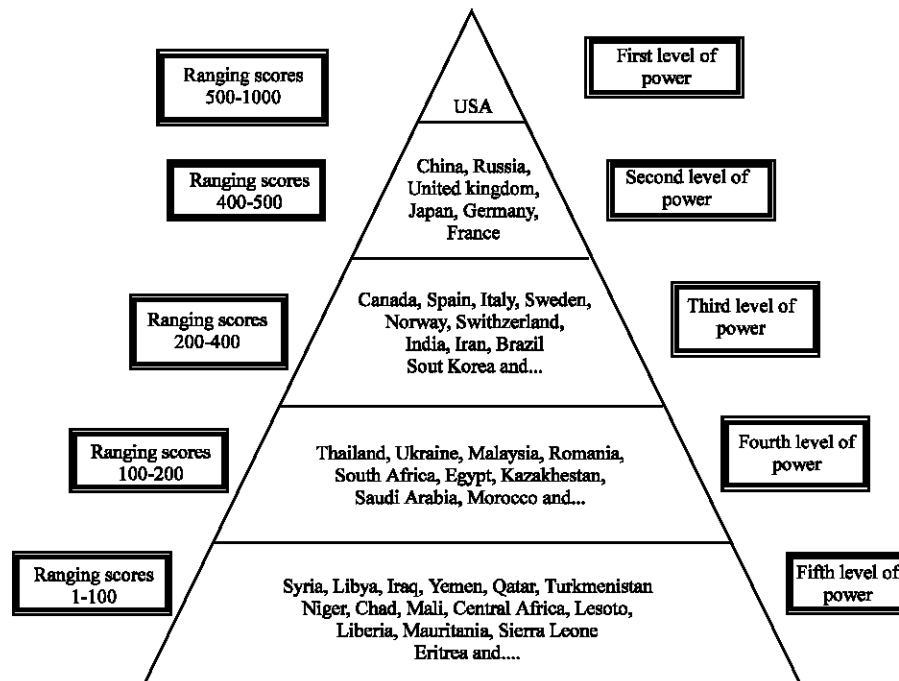 Ranging scores
500-1000
First level of
power
USA
Ranging scores
400-500
China, Russia,
United kingdom,
Japan, Germany,
France
Second level of
power
Ranging scores
200-400
Canada, Spain, Italy, Sweden,
Norway, Swithzerland,
India, Iran, Brazil
Sout Korea and...
Third level of
power
Ranging scores
100-200
Thailand, Ukraine, Malaysia, Romania,
South Africa, Egypt, Kazakhestan,
Saudi Arabia, Morocco and...
Fourth level of
power
Ranging scores
1-100
Syria, Libya, Iraq, Yemen, Qatar, Turkmenistan
Niger, Chad, Mali, Central Africa, Lesoto,
Liberia, Mauritania, Sierra Leone
Eritrea and....
Fifth level of
power